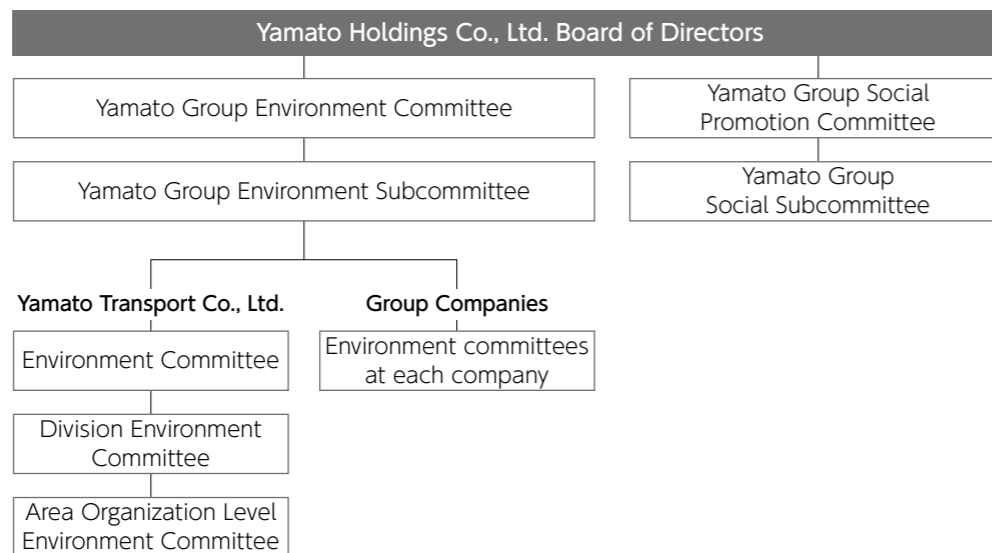 Yamato Holdings Co., Ltd. Board of Directors
Yamato Group Environment Committee
Yamato Group Social
Promotion Committee
Yamato Group Environment Subcommittee
Yamato Group
Social Subcommittee
Yamato Transport Co., Ltd.
Group Companies
Environment Committee
Environment committees
at each company
Division Environment
Committee
Area Organization Level
Environment Committee